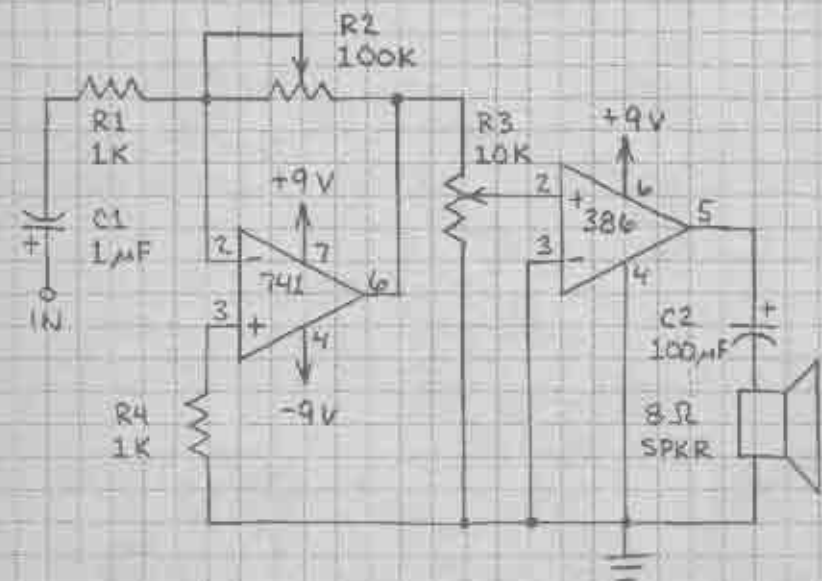 R2
100K
R1
1K
R3
10K
+9V
+9V
C1
1µF
+
IN
2
-
7
741
6
3
+
4
-9V
R4
1K
2
+
6
386
5
3
-
4
C2
100µF
+
8Ω
SPKR